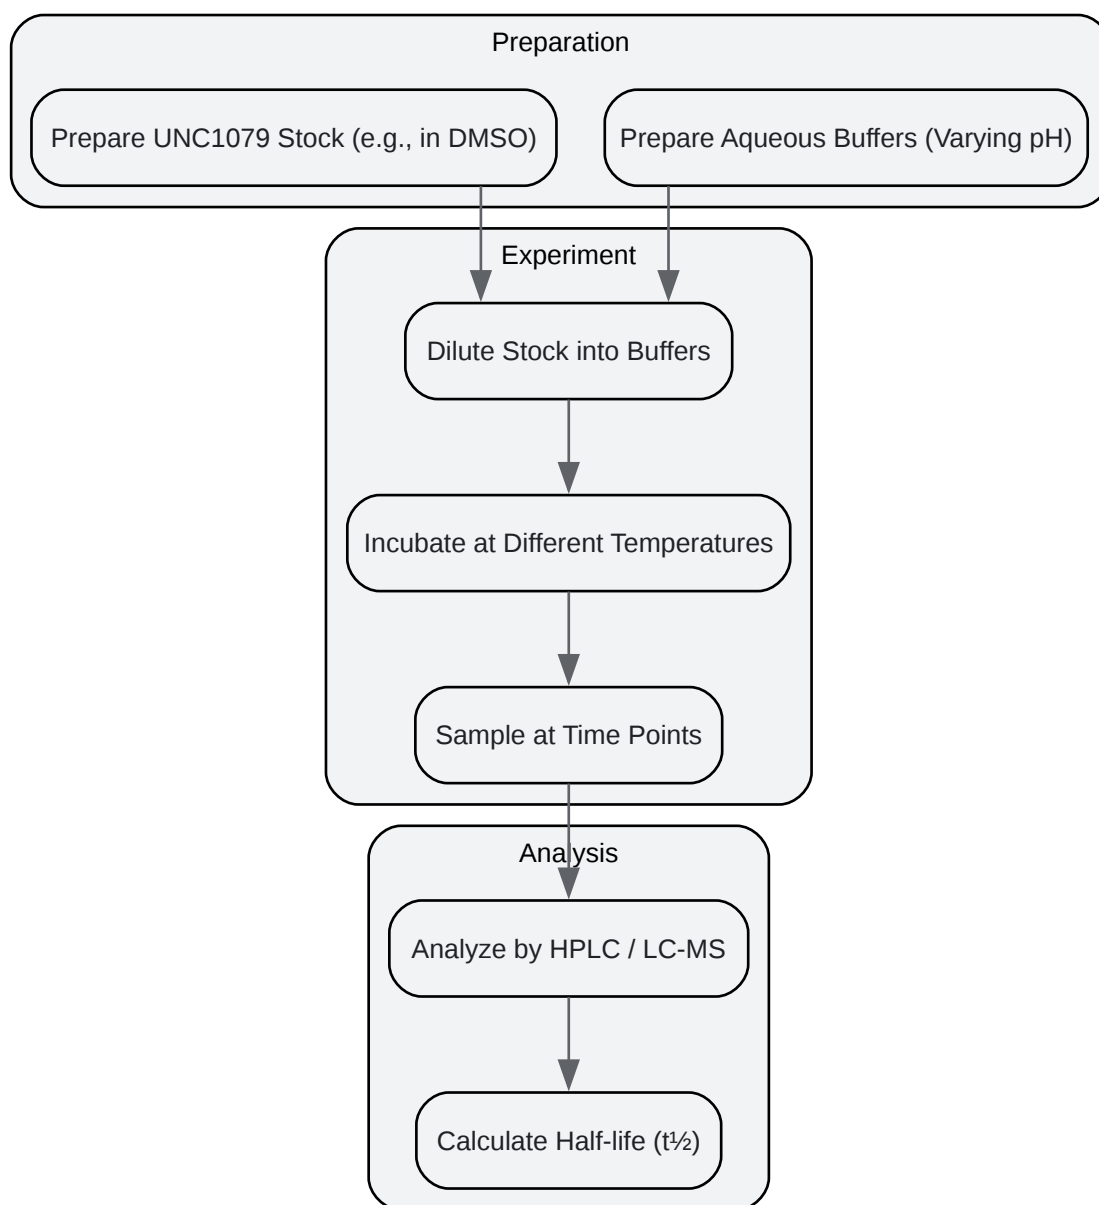 Preparation
Prepare UNC1079 Stock (e.g., in DMSO)
Prepare Aqueous Buffers (Varying pH)
Experiment
Dilute Stock into Buffers
Incubate at Different Temperatures
Sample at Time Points
Analysis
Analyze by HPLC / LC-MS
Calculate Half-life (t½)